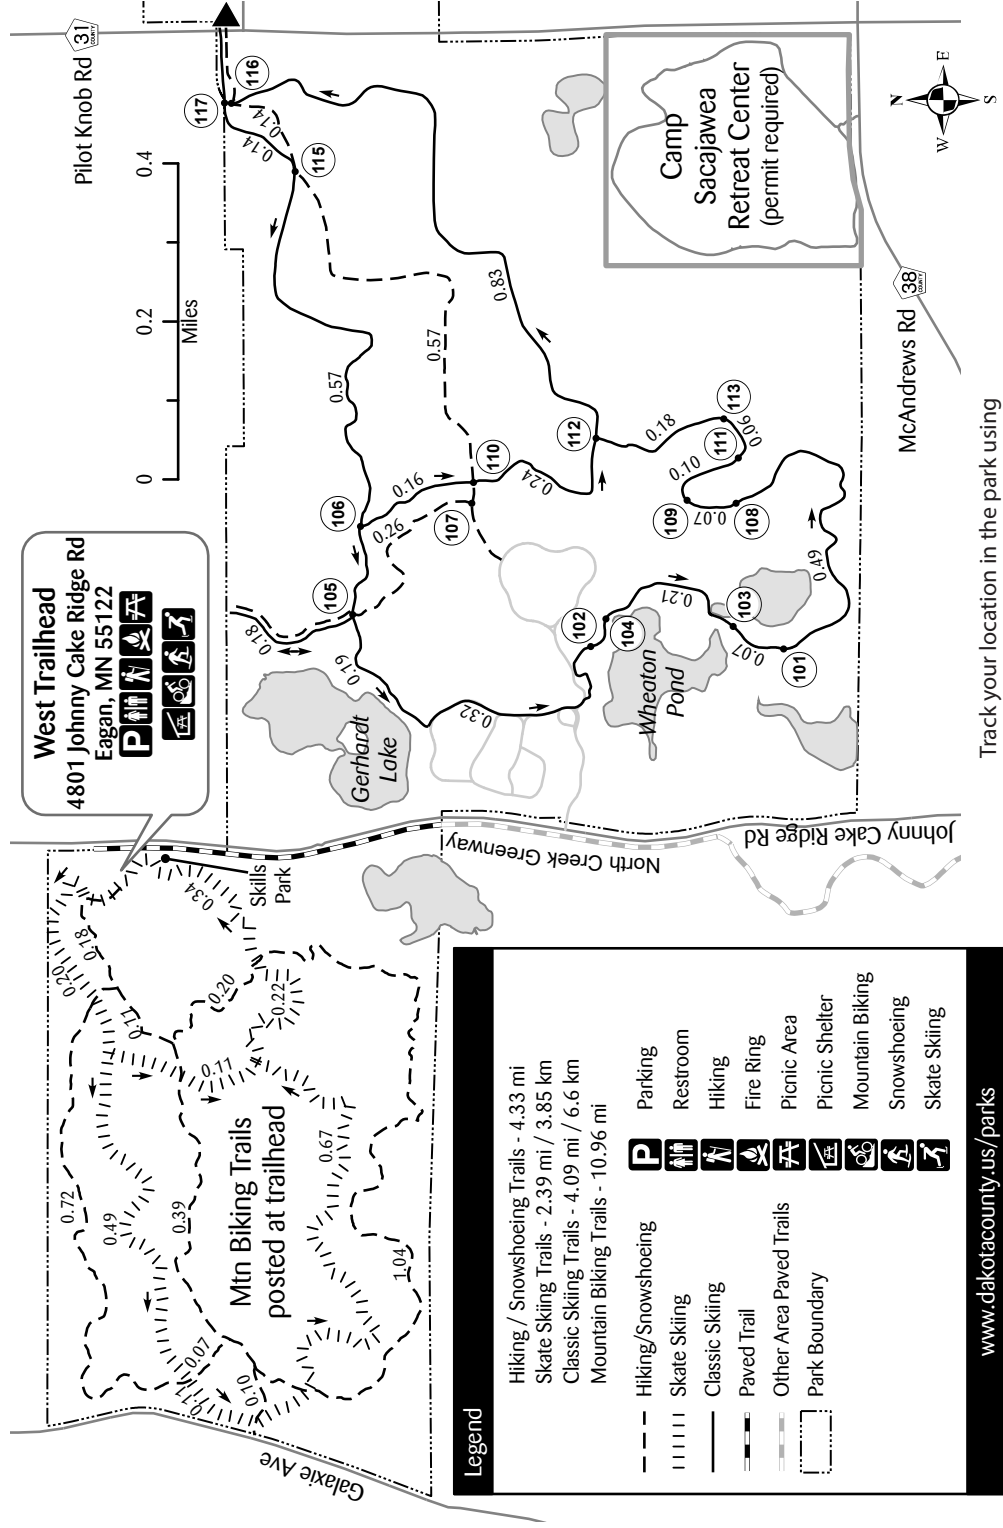 31
COUNTY
Pilot Knob Rd
117
116
0.14
0.14
115
0.4
0.2
0
Miles
Camp
Sacajawea
Retreat Center
(permit required)
N
E
S
W
38
COUNTY
McAndrews Rd
0.83
0.57
0.57
112
0.18
113
0.06
111
0.10
109
0.07
108
110
0.24
0.16
106
0.26
107
105
0.18
0.19
0.32
102
104
0.21
103
0.07
101
0.49
Gerhardt
Lake
Wheaton
Pond
West Trailhead
4801 Johnny Cake Ridge Rd
Eagan, MN 55122
P
Track your location in the park using
Johnny Cake Ridge Rd
North Creek Greenway
Skills
Park
0.34
0.18
0.20
0.20
0.22
0.11
0.72
0.49
0.39
0.67
1.04
0.07
0.10
Mtn Biking Trails
posted at trailhead
Galaxie Ave
Legend
Hiking / Snowshoeing Trails - 4.33 mi
Skate Skiing Trails - 2.39 mi / 3.85 km
Classic Skiing Trails - 4.09 mi / 6.6 km
Mountain Biking Trails - 10.96 mi
Hiking/Snowshoeing
Skate Skiing
Classic Skiing
Paved Trail
Other Area Paved Trails
Park Boundary
P
Parking
Restroom
Hiking
Fire Ring
Picnic Area
Picnic Shelter
Mountain Biking
Snowshoeing
Skate Skiing
www.dakotacounty.us/parks